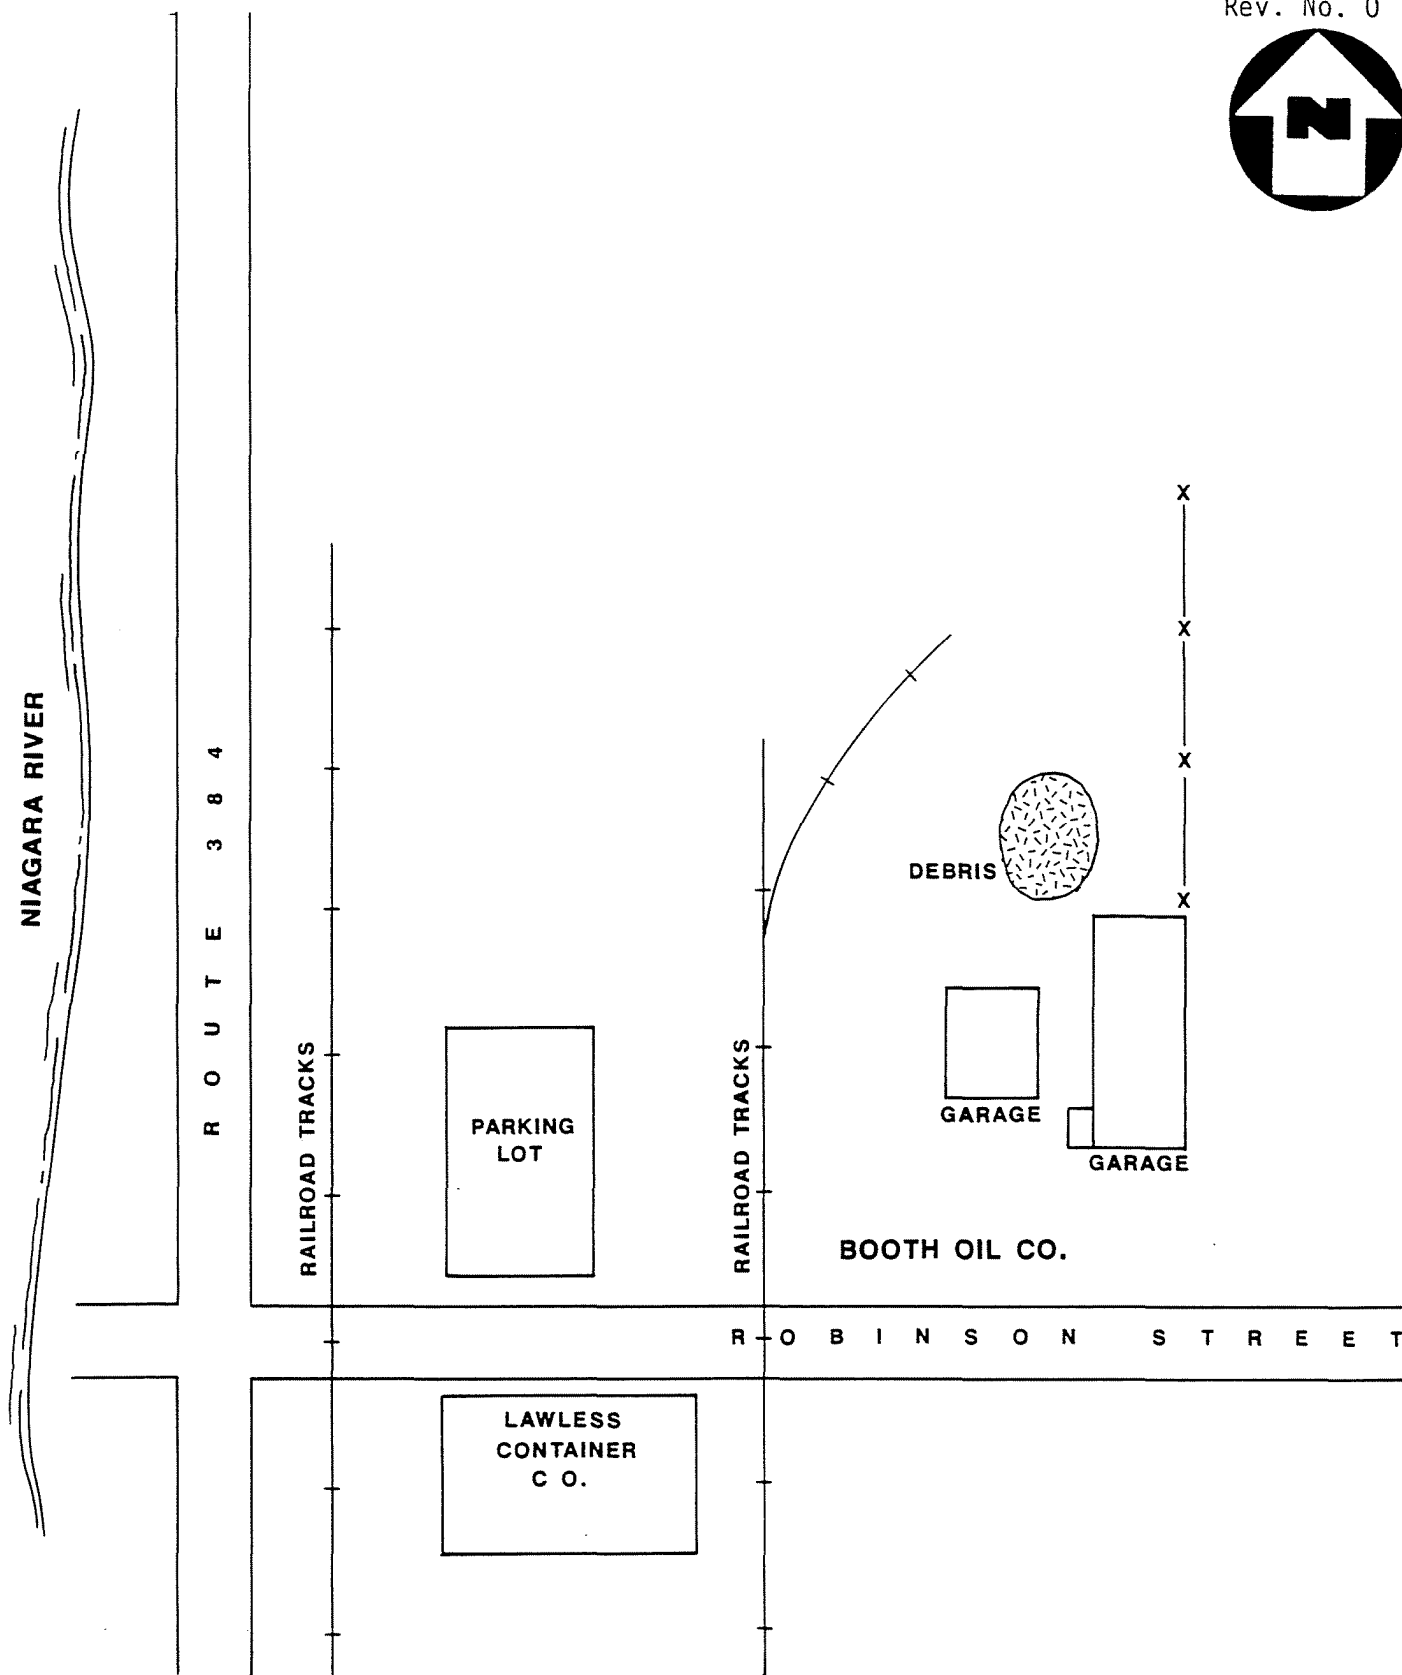 Rev. No. 0
N
NIAGARA RIVER
ROUTE 384
DEBRIS
RAILROAD TRACKS
PARKING
LOT
RAILROAD TRACKS
GARAGE
GARAGE
BOOTH OIL CO.
ROBINSON STREET
LAWLESS
CONTAINER
C O.
X
X
X
X